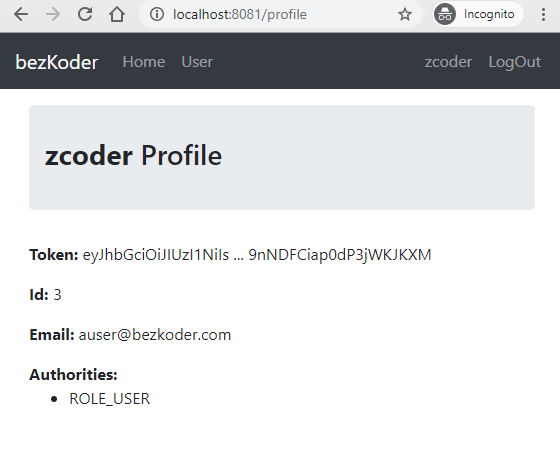 localhost:8081/profile Incognito
bezKoder Home User zcoder LogOut
zcoder Profile
Token: eyJhbGciOiJIUzI1NiIs ... 9nNDFCiap0dP3jWKJKXM
Id: 3
Email: auser@bezkoder.com
Authorities:
• ROLE_USER